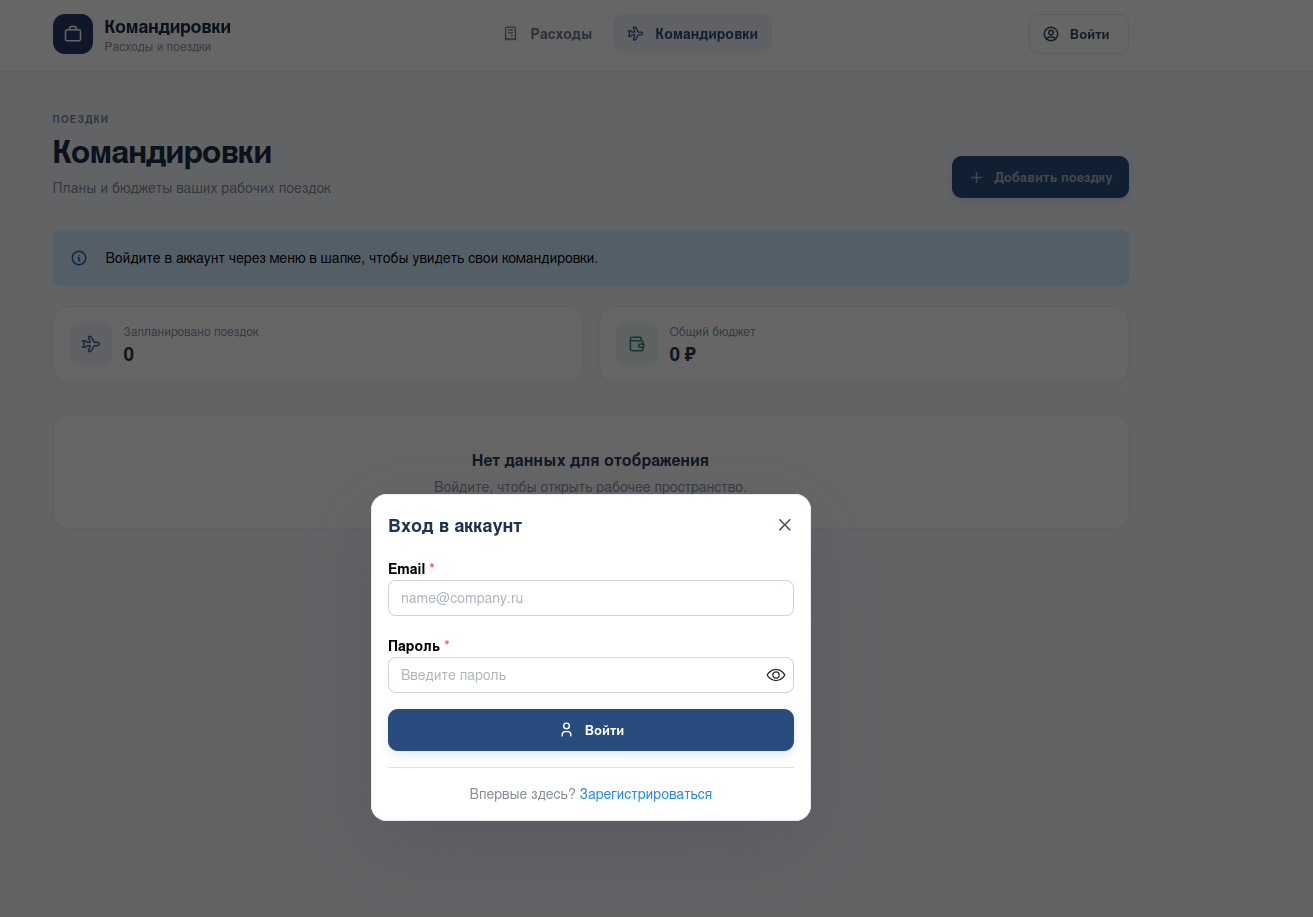 Командировки
Расходы и поездки
Расходы
Командировки
Войти
ПОЕЗДКИ
Командировки
Планы и бюджеты ваших рабочих поездок
Добавить поездку
Войдите в аккаунт через меню в шапке, чтобы увидеть свои командировки.
Запланировано поездок
0
Общий бюджет
0 ₽
Нет данных для отображения
Войдите, чтобы открыть рабочее пространство.
Вход в аккаунт
Email *
name@company.ru
Пароль *
Введите пароль
Войти
Впервые здесь? Зарегистрироваться